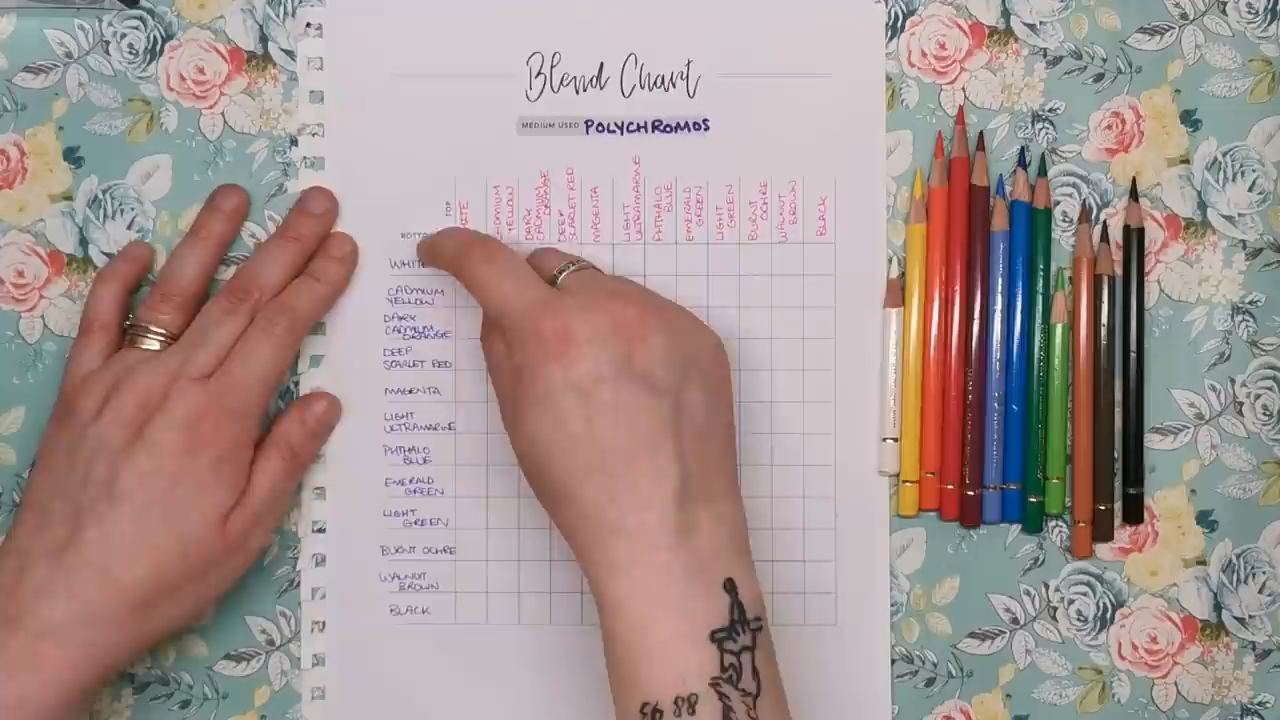 Blend Chart
MEDIUM USED POLYCHROMOS
TOP
YELLOW
DARK
CADMIUM
ORANGE
DEEP
SCARLET RED
MAGENTA
LIGHT
ULTRAMARINE
PHTHALO
BLUE
EMERALD
GREEN
LIGHT
GREEN
BURNT
OCHRE
WALNUT
BROWN
BLACK
WHITE
CADMIUM
YELLOW
DARK
CADMIUM
ORANGE
DEEP
SCARLET RED
MAGENTA
LIGHT
ULTRAMARINE
PHTHALO
BLUE
EMERALD
GREEN
LIGHT
GREEN
BURNT OCHRE
WALNUT
BROWN
BLACK
88